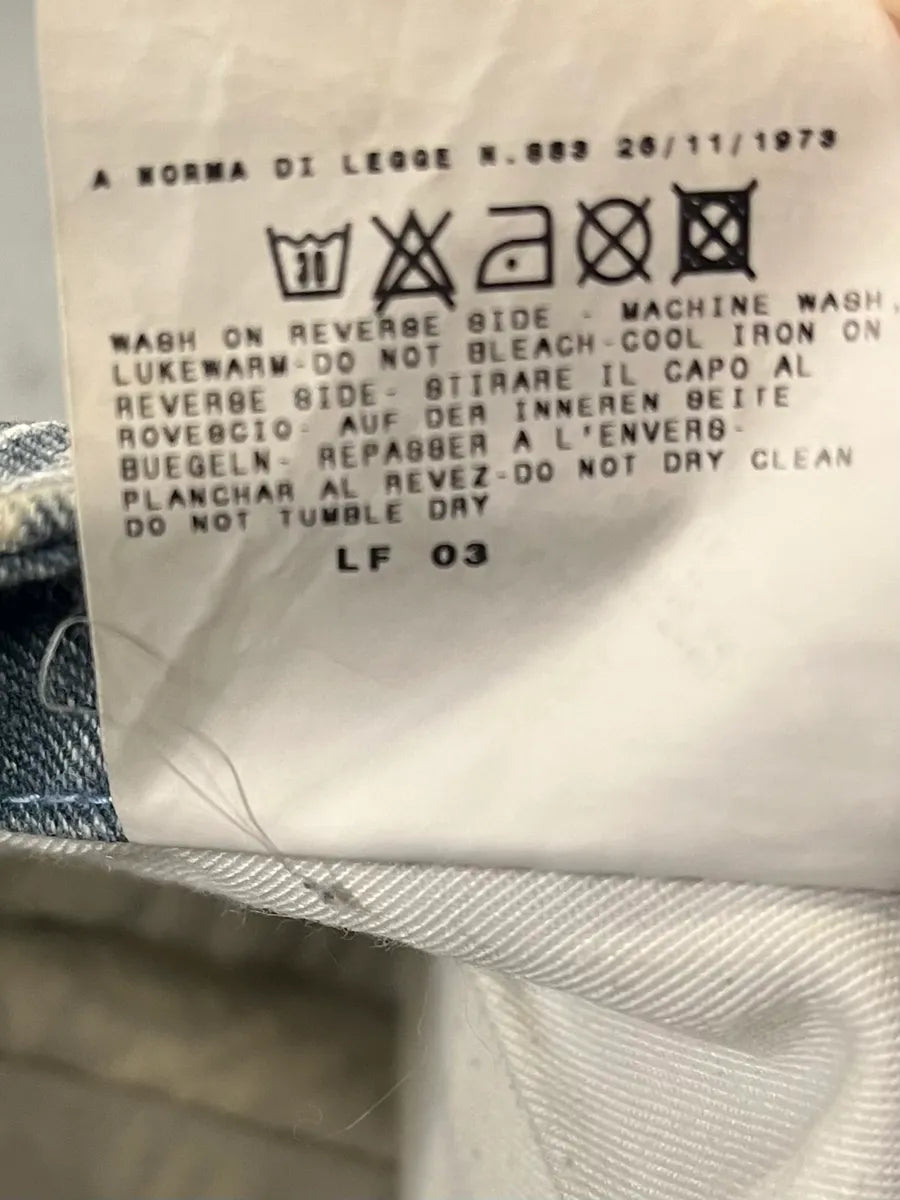 A NORMA DI LEGGE N.883 26/11/1973
30
WASH ON REVERSE SIDE - MACHINE WASH.
LUKEWARM-DO NOT BLEACH-COOL IRON ON
REVERSE SIDE- STIRARE IL CAPO AL
ROVESCIO- AUF DER INNEREN SEITE
BUEGELN- REPASSER A L'ENVERS-
PLANCHAR AL REVEZ-DO NOT DRY CLEAN
DO NOT TUMBLE DRY
LF 03